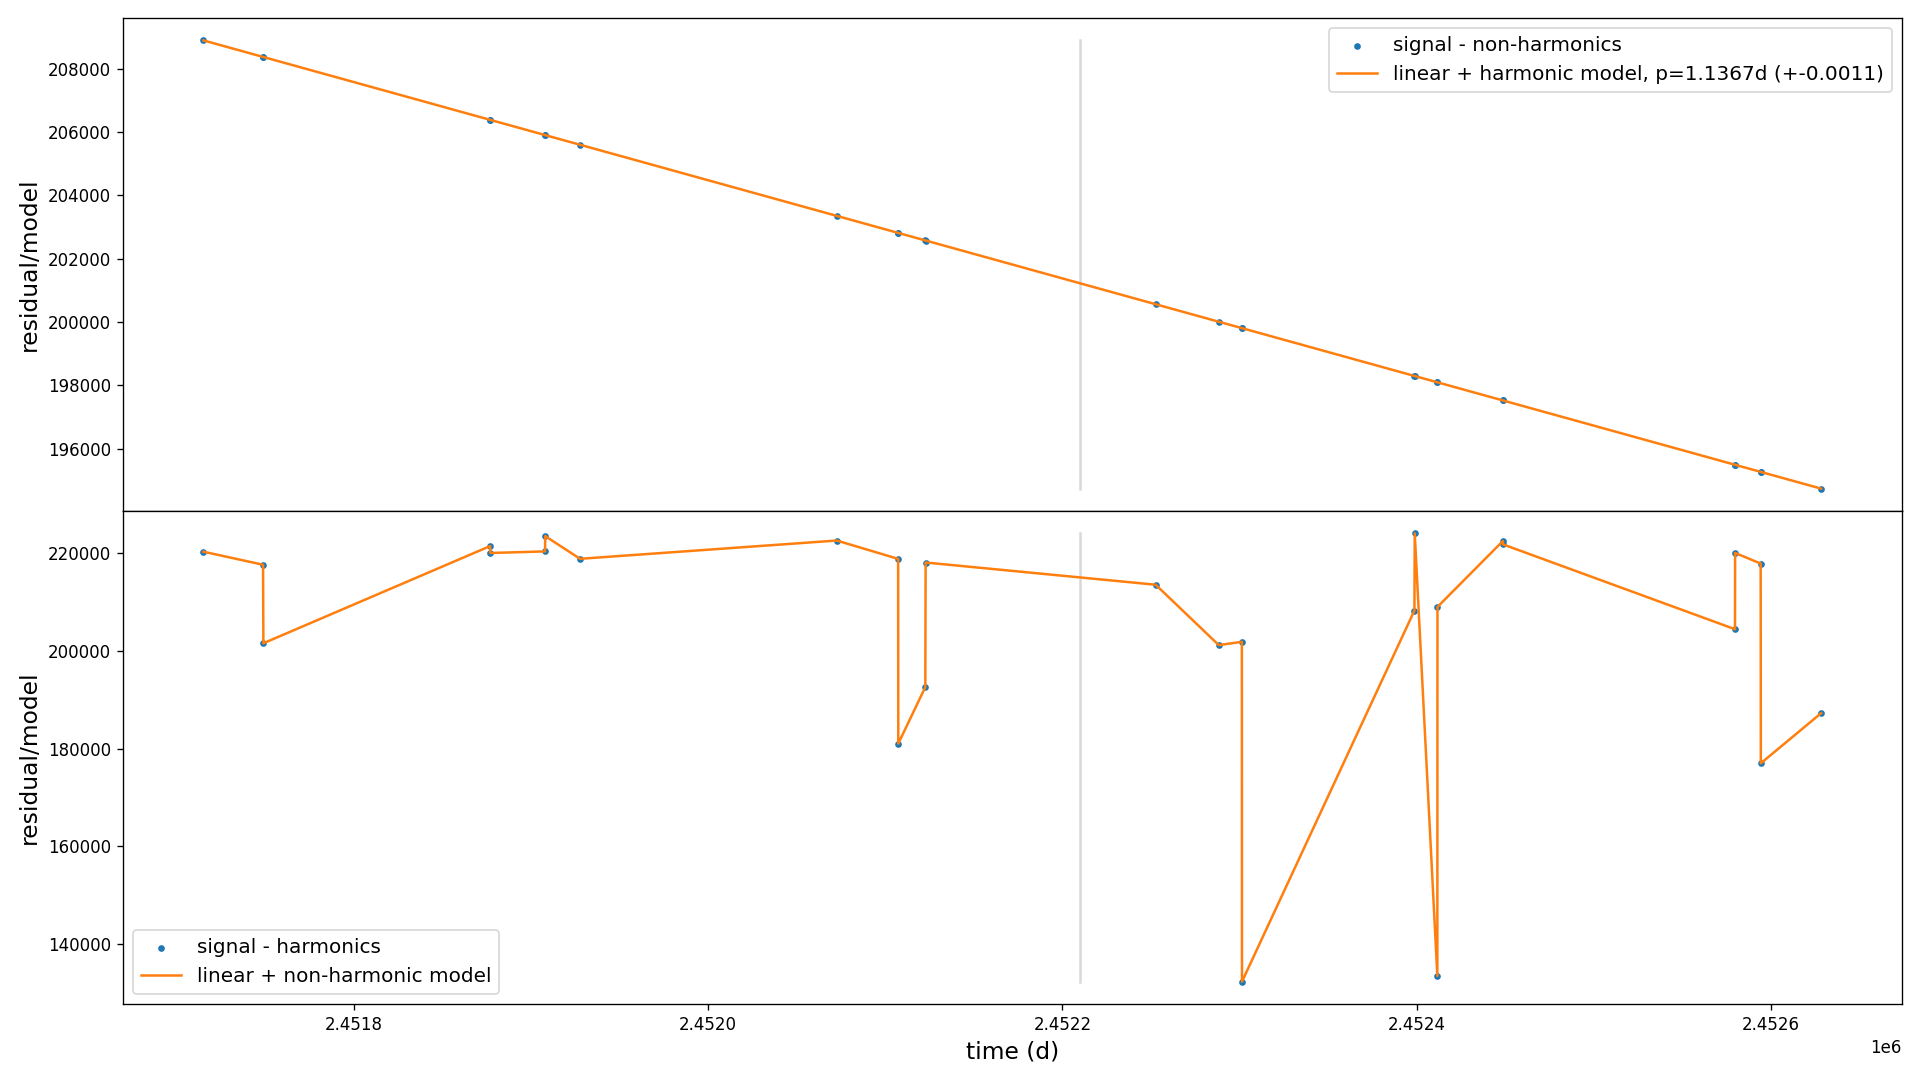 208000
206000
204000
202000
200000
198000
196000
residual/model
signal - non-harmonics
linear + harmonic model, p=1.1367d (+-0.0011)
220000
200000
180000
160000
140000
residual/model
signal - harmonics
linear + non-harmonic model
2.4518 2.4520 2.4522 2.4524 2.4526
1e6
time (d)